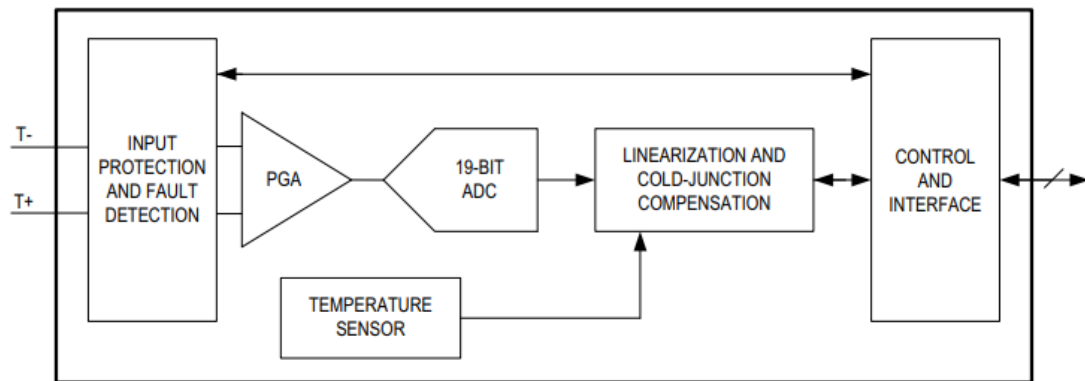 T-
T+
INPUT
PROTECTION
AND FAULT
DETECTION
PGA
19-BIT
ADC
LINEARIZATION AND
COLD-JUNCTION
COMPENSATION
CONTROL
AND
INTERFACE
TEMPERATURE
SENSOR